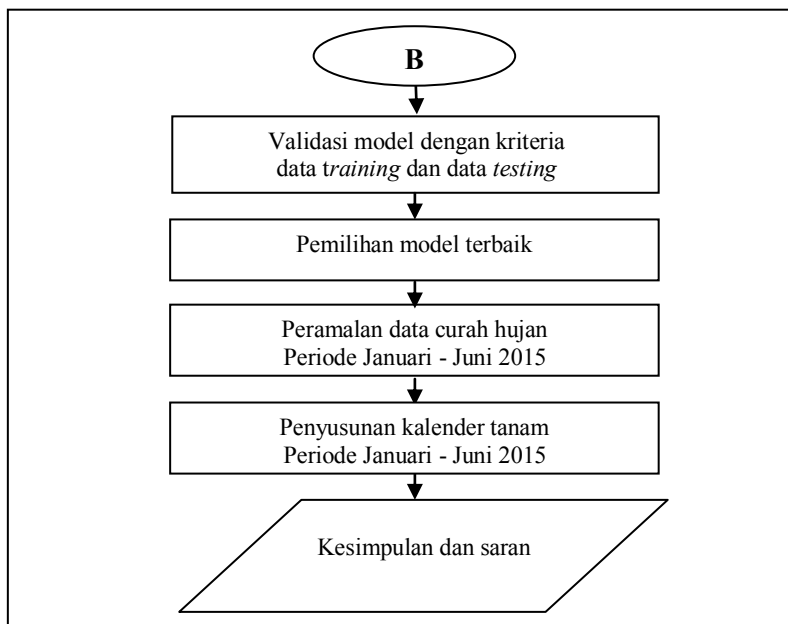 B
Validasi model dengan kriteria
data training dan data testing
Pemilihan model terbaik
Peramalan data curah hujan
Periode Januari - Juni 2015
Penyusunan kalender tanam
Periode Januari - Juni 2015
Kesimpulan dan saran